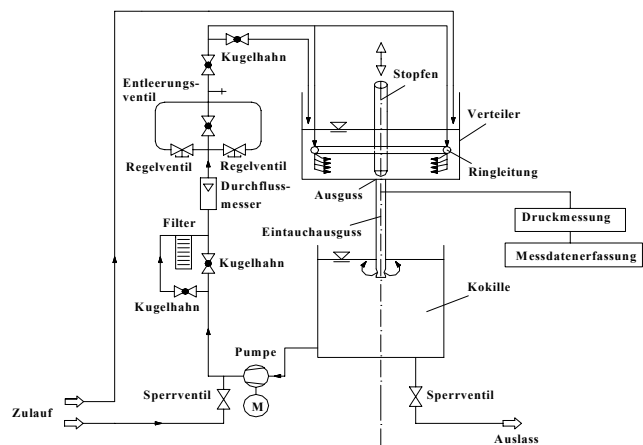 Kugelhahn
Stopfen
Entleerungs-
ventil
Verteiler
Regelventil
Regelventil
Ringleitung
Durchfluss-
messer
Ausguss
Druckmessung
Filter
Eintauchausguss
Messdatenerfassung
Kugelhahn
Kokille
Kugelhahn
Pumpe
Sperrventil
M
Sperrventil
Zulauf
Auslass